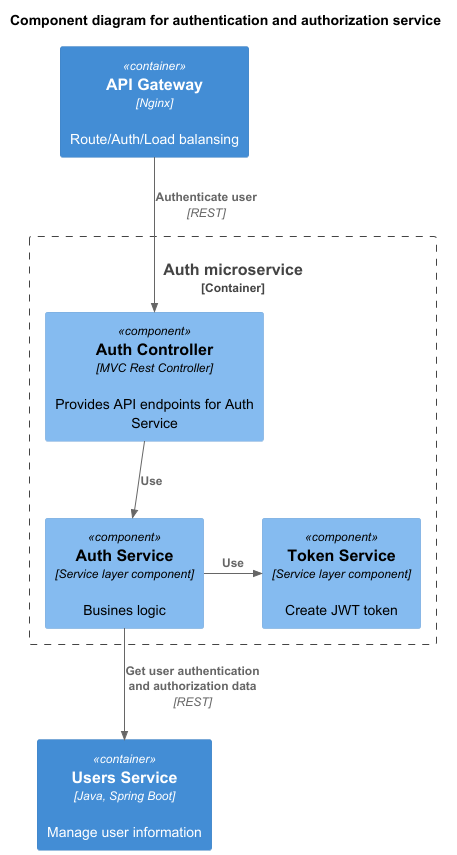 Component diagram for authentication and authorization service
«container»
API Gateway
[Nginx]
Route/Auth/Load balansing
Authenticate user
[REST]
Auth microservice
[Container]
«component»
Auth Controller
[MVC Rest Controller]
Provides API endpoints for Auth
Service
Use
«component»
Auth Service
[Service layer component]
Busines logic
Use
«component»
Token Service
[Service layer component]
Create JWT token
Get user authentication
and authorization data
[REST]
«container»
Users Service
[Java, Spring Boot]
Manage user information